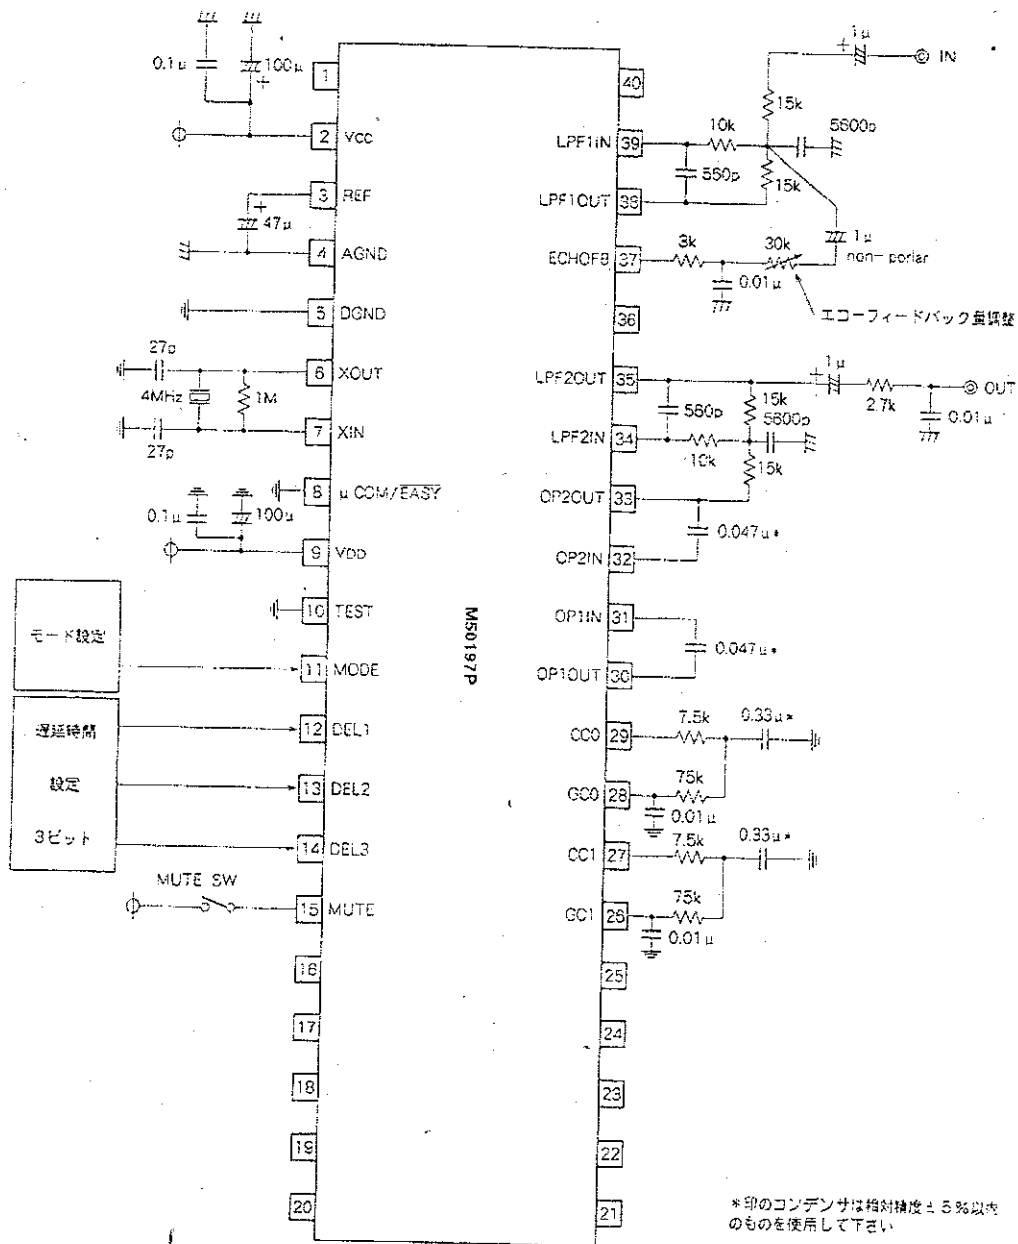 0.1μ
100μ
+
1
2 VCC
3 REF
+
47μ
4 AGND
5 DGND
27p
6 XOUT
4Mhz
1M
7 XIN
27p
8 μ COM/EASY
0.1μ
100μ
9 VDD
10 TEST
モード設定
11 MODE
遅延時間
設定
3ビット
12 DEL1
13 DEL2
14 DEL3
MUTE SW
15 MUTE
16
17
18
19
20
M50197P
40
1μ
+
IN
15k
LPF1IN 39
10k
5600p
560p
15k
LPF1OUT 38
ECHOFB 37
3k
30k
1μ
non-porlar
0.01μ
エコーフィードバック量調整
36
LPF2OUT 35
1μ
+
OUT
2.7k
0.01μ
560p
15k
5600p
LPF2IN 34
10k
15k
OP2OUT 33
0.047μ*
OP2IN 32
OP1IN 31
0.047μ*
OP1OUT 30
CC0 29
7.5k
0.33μ*
GC0 28
75k
0.01μ
CC1 27
7.5k
0.33μ*
GC1 26
75k
0.01μ
25
24
23
22
21
*印のコンデンサは相対精度±5%以内
のものを使用して下さい